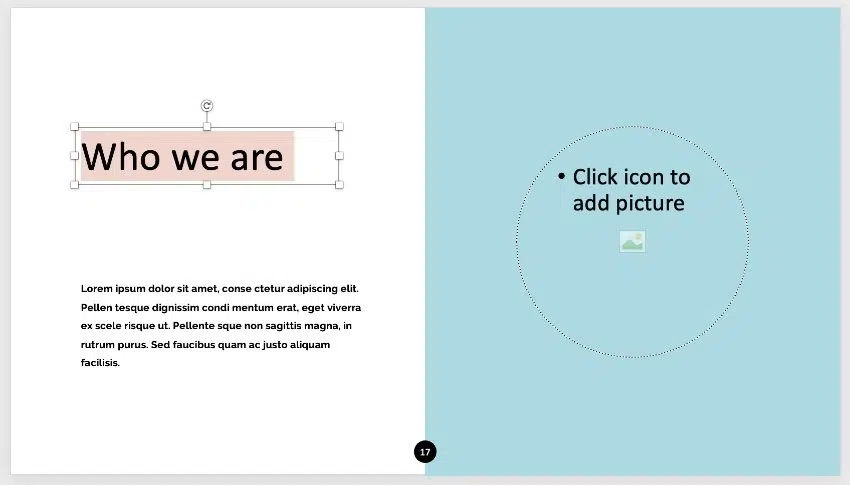 Who we are
Lorem ipsum dolor sit amet, conse ctetur adipiscing elit.
Pellen tesque dignissim condi mentum erat, eget viverra
ex scele risque ut. Pellente sque non sagittis magna, in
rutrum purus. Sed faucibus quam ac justo aliquam
facilisis.
• Click icon to
add picture
17